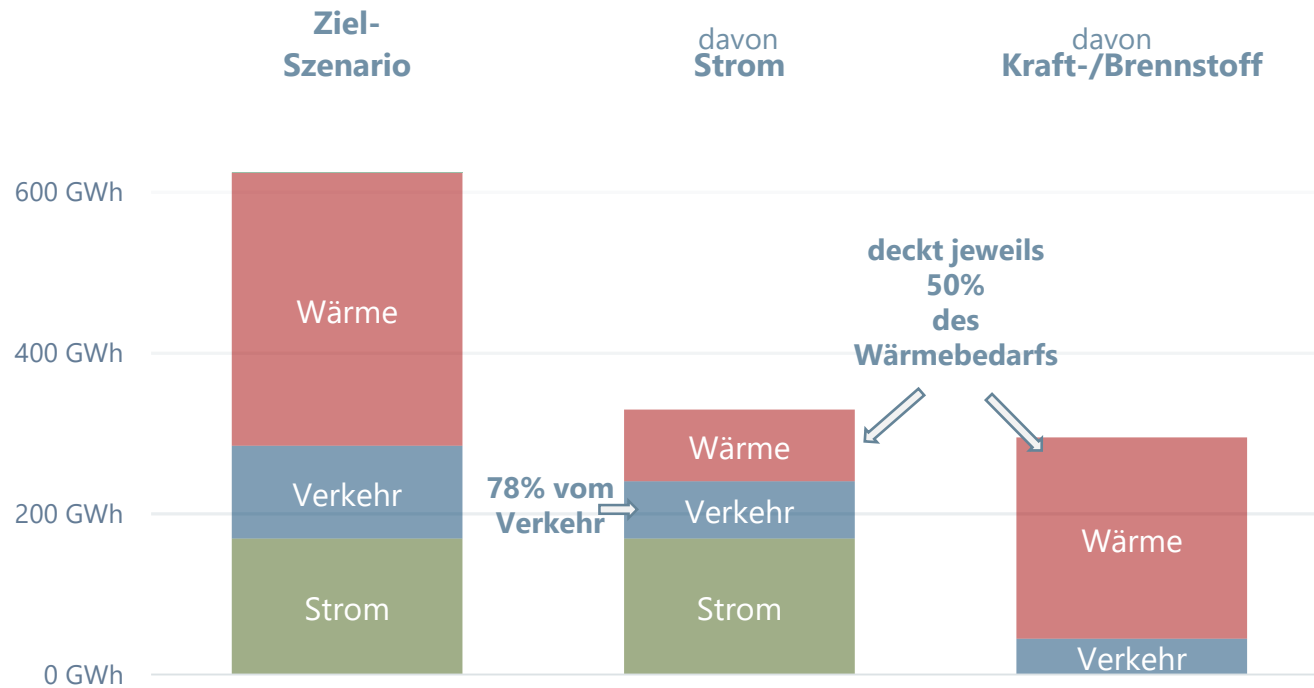 Ziel-
Szenario
davon
Strom
davon
Kraft-/Brennstoff
600 GWh
400 GWh
200 GWh
0 GWh
Wärme
Verkehr
Strom
78% vom
Verkehr
Wärme
Verkehr
Strom
deckt jeweils
50%
des
Wärmebedarfs
Wärme
Verkehr